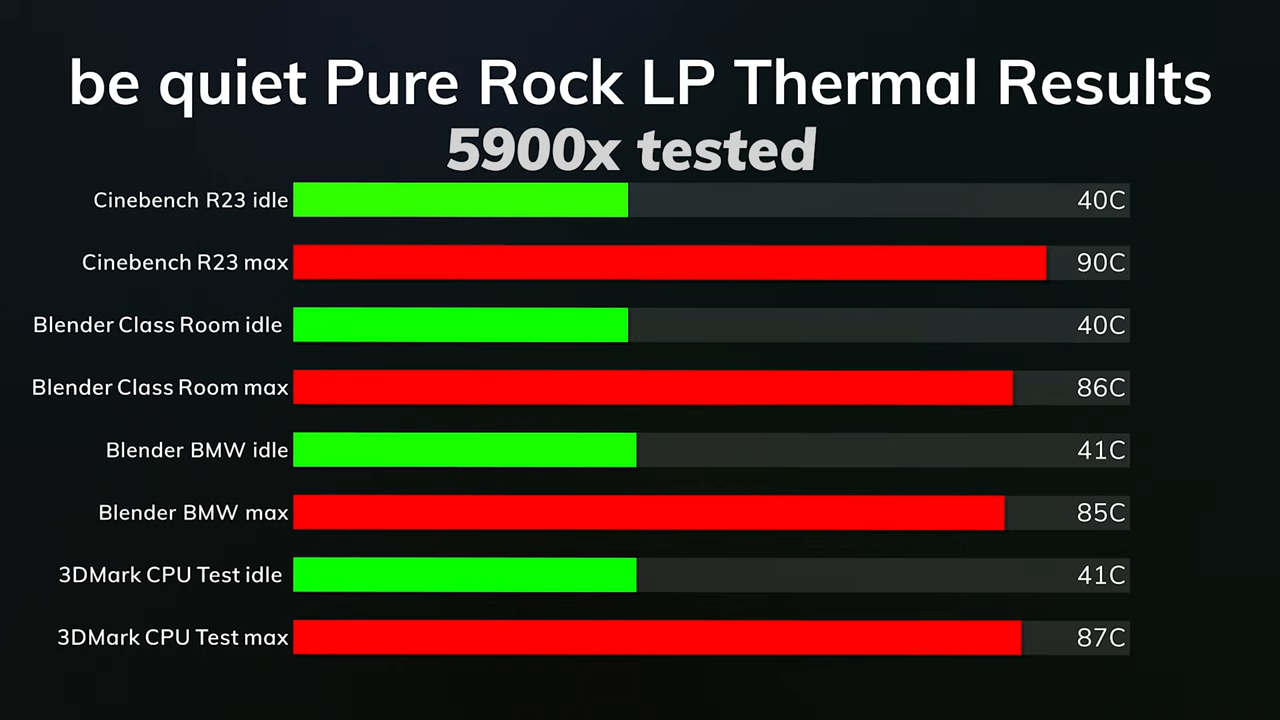 be quiet Pure Rock LP Thermal Results
5900x tested
Cinebench R23 idle 40C
Cinebench R23 max 90C
Blender Class Room idle 40C
Blender Class Room max 86C
Blender BMW idle 41C
Blender BMW max 85C
3DMark CPU Test idle 41C
3DMark CPU Test max 87C